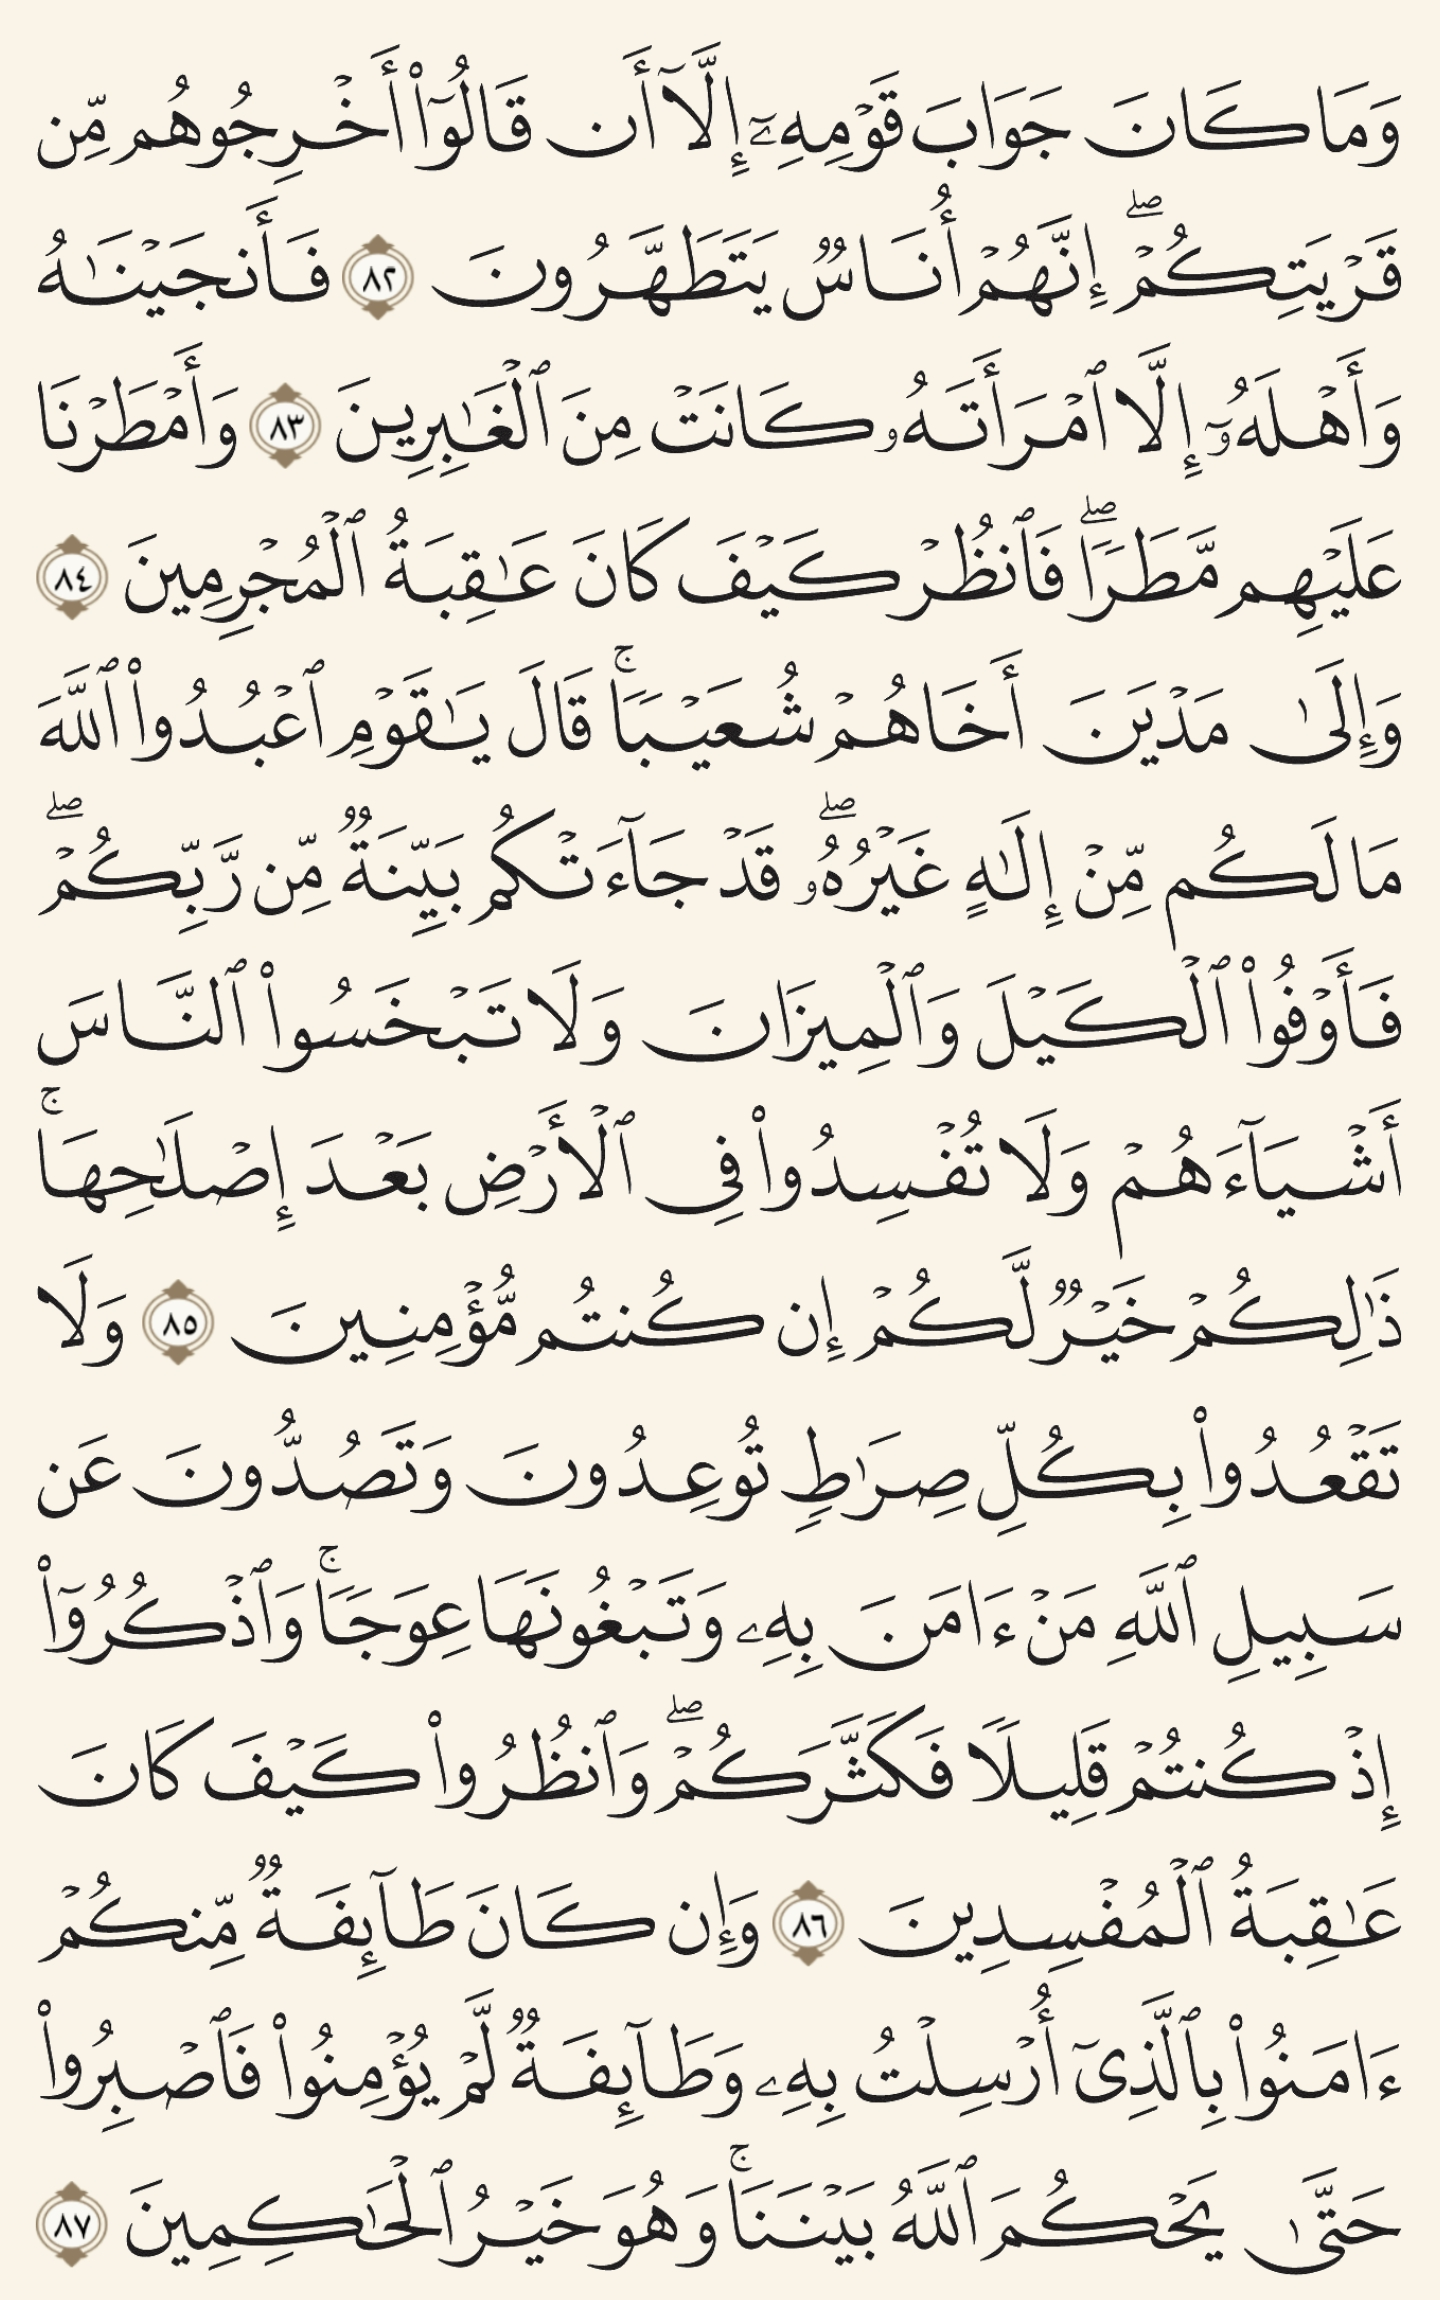 وَمَا كَانَ جَوَابَ قَوْمِهِۦٓ إِلَّآ أَن قَالُوٓا۟ أَخْرِجُوهُم مِّن
قَرْيَتِكُمْ ۖ إِنَّهُمْ أُنَاسٌ يَتَطَهَّرُونَ ٨٢ فَأَنجَيْنَـٰهُ
وَأَهْلَهُۥٓ إِلَّا ٱمْرَأَتَهُۥ كَانَتْ مِنَ ٱلْغَـٰبِرِينَ ٨٣ وَأَمْطَرْنَا
عَلَيْهِم مَّطَرًا ۖ فَٱنظُرْ كَيْفَ كَانَ عَـٰقِبَةُ ٱلْمُجْرِمِينَ ٨٤
وَإِلَىٰ مَدْيَنَ أَخَاهُمْ شُعَيْبًا ۚ قَالَ يَـٰقَوْمِ ٱعْبُدُوا۟ ٱللَّهَ
مَا لَكُم مِّنْ إِلَـٰهٍ غَيْرُهُۥ ۖ قَدْ جَآءَتْكُم بَيِّنَةٌ مِّن رَّبِّكُمْ ۖ
فَأَوْفُوا۟ ٱلْكَيْلَ وَٱلْمِيزَانَ وَلَا تَبْخَسُوا۟ ٱلنَّاسَ
أَشْيَآءَهُمْ وَلَا تُفْسِدُوا۟ فِى ٱلْأَرْضِ بَعْدَ إِصْلَـٰحِهَا ۚ
ذَٰلِكُمْ خَيْرٌ لَّكُمْ إِن كُنتُم مُّؤْمِنِينَ ٨٥ وَلَا
تَقْعُدُوا۟ بِكُلِّ صِرَٰطٍ تُوعِدُونَ وَتَصُدُّونَ عَن
سَبِيلِ ٱللَّهِ مَنْ ءَامَنَ بِهِۦ وَتَبْغُونَهَا عِوَجًا ۚ وَٱذْكُرُوٓا۟
إِذْ كُنتُمْ قَلِيلًا فَكَثَّرَكُمْ ۖ وَٱنظُرُوا۟ كَيْفَ كَانَ
عَـٰقِبَةُ ٱلْمُفْسِدِينَ ٨٦ وَإِن كَانَ طَآئِفَةٌ مِّنكُمْ
ءَامَنُوا۟ بِٱلَّذِىٓ أُرْسِلْتُ بِهِۦ وَطَآئِفَةٌ لَّمْ يُؤْمِنُوا۟ فَٱصْبِرُوا۟
حَتَّىٰ يَحْكُمَ ٱللَّهُ بَيْنَنَا ۚ وَهُوَ خَيْرُ ٱلْحَـٰكِمِينَ ٨٧